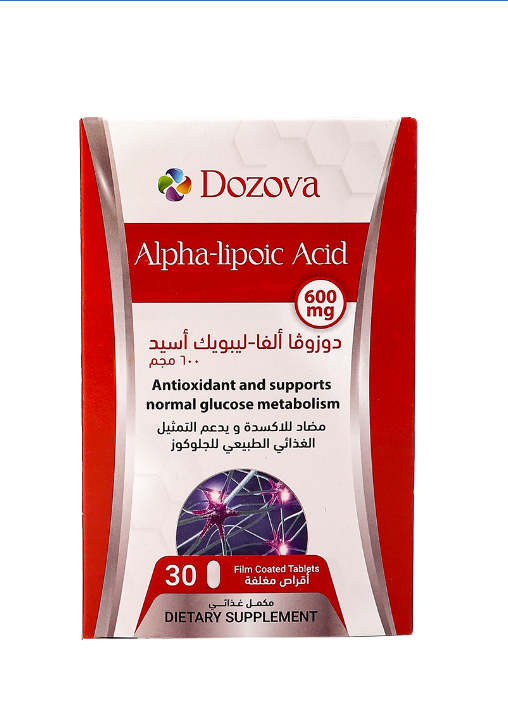 Dozova
Alpha-lipoic Acid
600
mg
دوزوڤا ألفا-ليبويك أسيد
٦٠٠ مجم
Antioxidant and supports
normal glucose metabolism
مضاد للاكسدة و يدعم التمثيل
الغذائي الطبيعي للجلوكوز
30
Film Coated Tablets
أقراص مغلفة
مكمل غذائي
DIETARY SUPPLEMENT